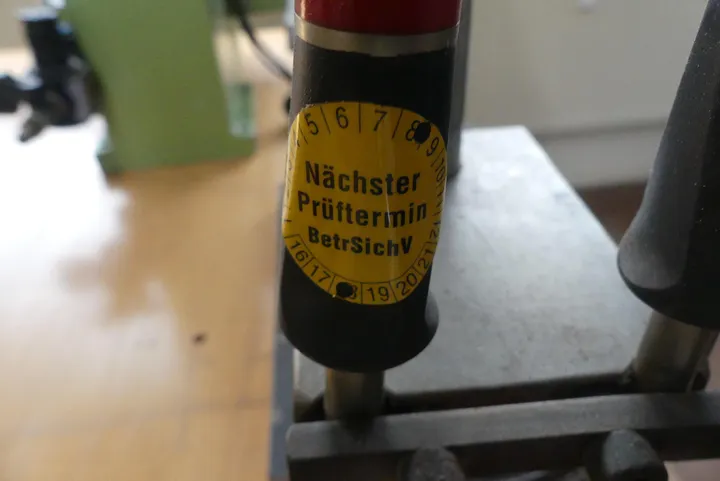 5 6 7 8 9 10
Nächster
Prüftermin
BetrSichV
16 17 18 19 20 21